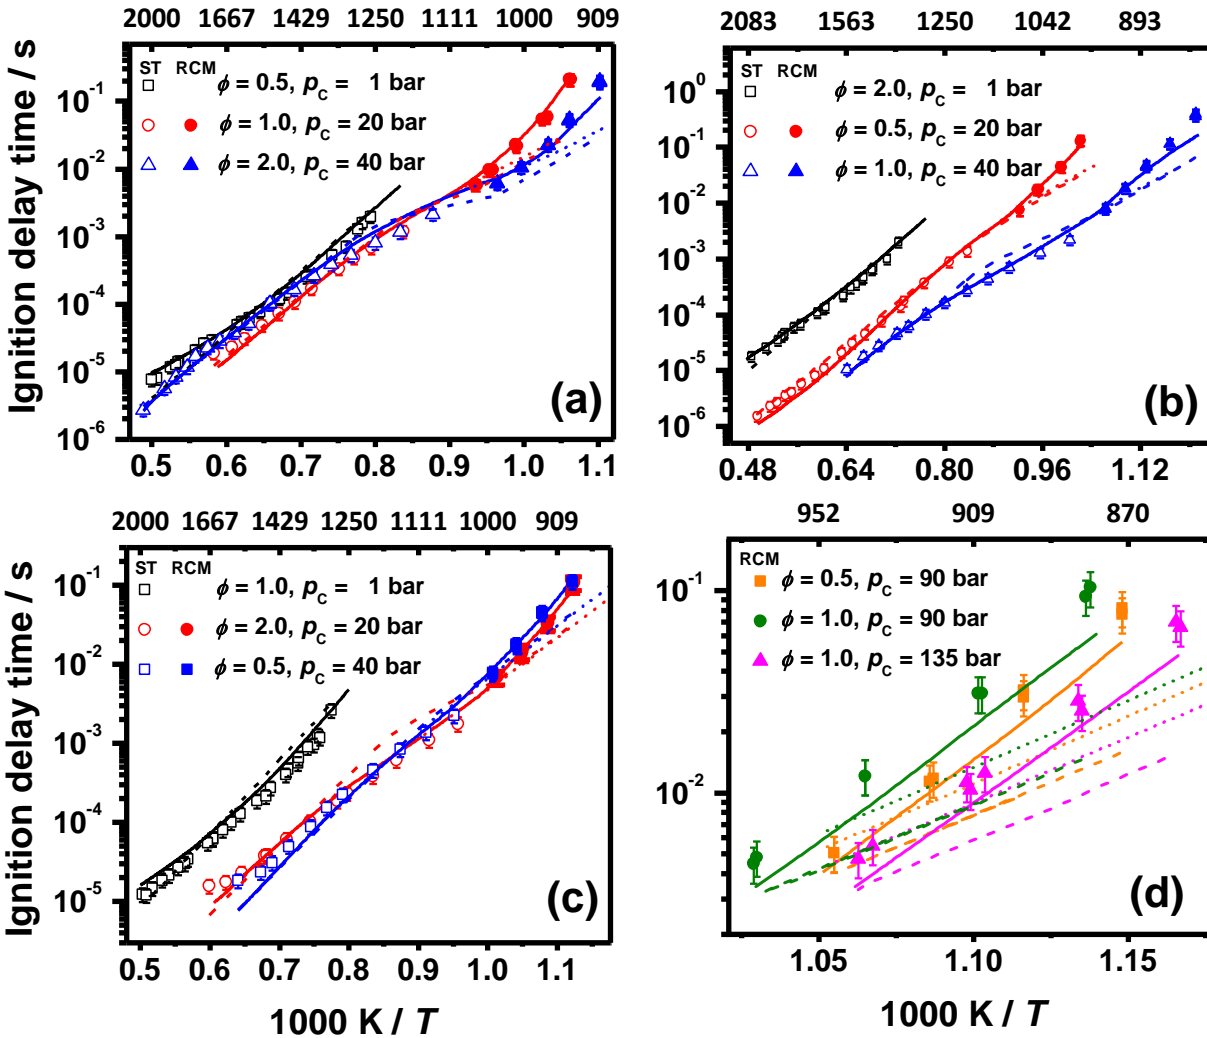 2000 1667 1429 1250 1111 1000 909
ST RCM
ϕ = 0.5, pC = 1 bar
ϕ = 1.0, pC = 20 bar
ϕ = 2.0, pC = 40 bar
Ignition delay time / s
10-1
10-2
10-3
10-4
10-5
10-6
(a)
0.5 0.6 0.7 0.8 0.9 1.0 1.1
2083 1563 1250 1042 893
ST RCM
ϕ = 2.0, pC = 1 bar
ϕ = 0.5, pC = 20 bar
ϕ = 1.0, pC = 40 bar
100
10-1
10-2
10-3
10-4
10-5
10-6
(b)
0.48 0.64 0.80 0.96 1.12
2000 1667 1429 1250 1111 1000 909
ST RCM
ϕ = 1.0, pC = 1 bar
ϕ = 2.0, pC = 20 bar
ϕ = 0.5, pC = 40 bar
Ignition delay time / s
10-1
10-2
10-3
10-4
10-5
(c)
0.5 0.6 0.7 0.8 0.9 1.0 1.1
1000 K / T
952 909 870
RCM
ϕ = 0.5, pC = 90 bar
ϕ = 1.0, pC = 90 bar
ϕ = 1.0, pC = 135 bar
10-1
10-2
(d)
1.05 1.10 1.15
1000 K / T